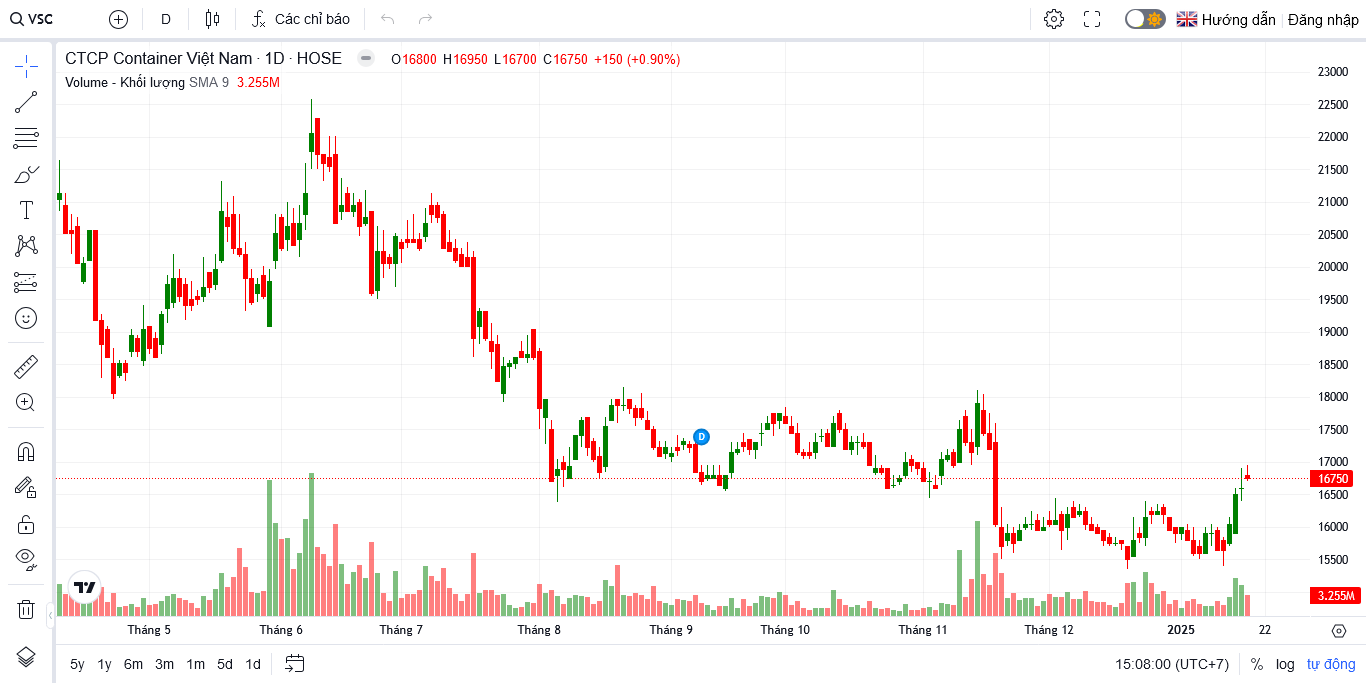 VSC D Các chỉ báo Hướng dẫn Đăng nhập
CTCP Container Việt Nam · 1D · HOSE O16800 H16950 L16700 C16750 +150 (+0.90%)
Volume - Khối lượng SMA 9 3.255M
23000
22500
22000
21500
21000
20500
20000
19500
19000
18500
18000
17500
17000
16750
16500
16000
15500
3.255M
D
Tháng 5 Tháng 6 Tháng 7 Tháng 8 Tháng 9 Tháng 10 Tháng 11 Tháng 12 2025 22
5y 1y 6m 3m 1m 5d 1d 15:08:00 (UTC+7) % log tự động